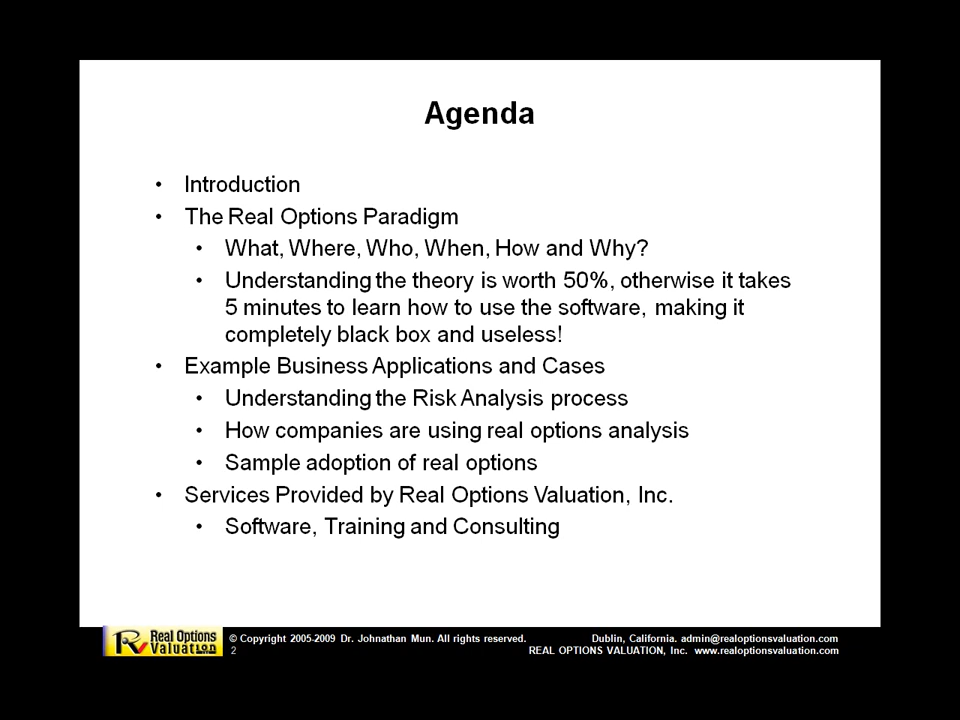 Agenda
• Introduction
• The Real Options Paradigm
• What, Where, Who, When, How and Why?
• Understanding the theory is worth 50%, otherwise it takes
5 minutes to learn how to use the software, making it
completely black box and useless!
• Example Business Applications and Cases
• Understanding the Risk Analysis process
• How companies are using real options analysis
• Sample adoption of real options
• Services Provided by Real Options Valuation, Inc.
• Software, Training and Consulting
Real Options
Valuation
© Copyright 2005-2009 Dr. Johnathan Mun. All rights reserved. Dublin, California. admin@realoptionsvaluation.com
2 REAL OPTIONS VALUATION, Inc. www.realoptionsvaluation.com